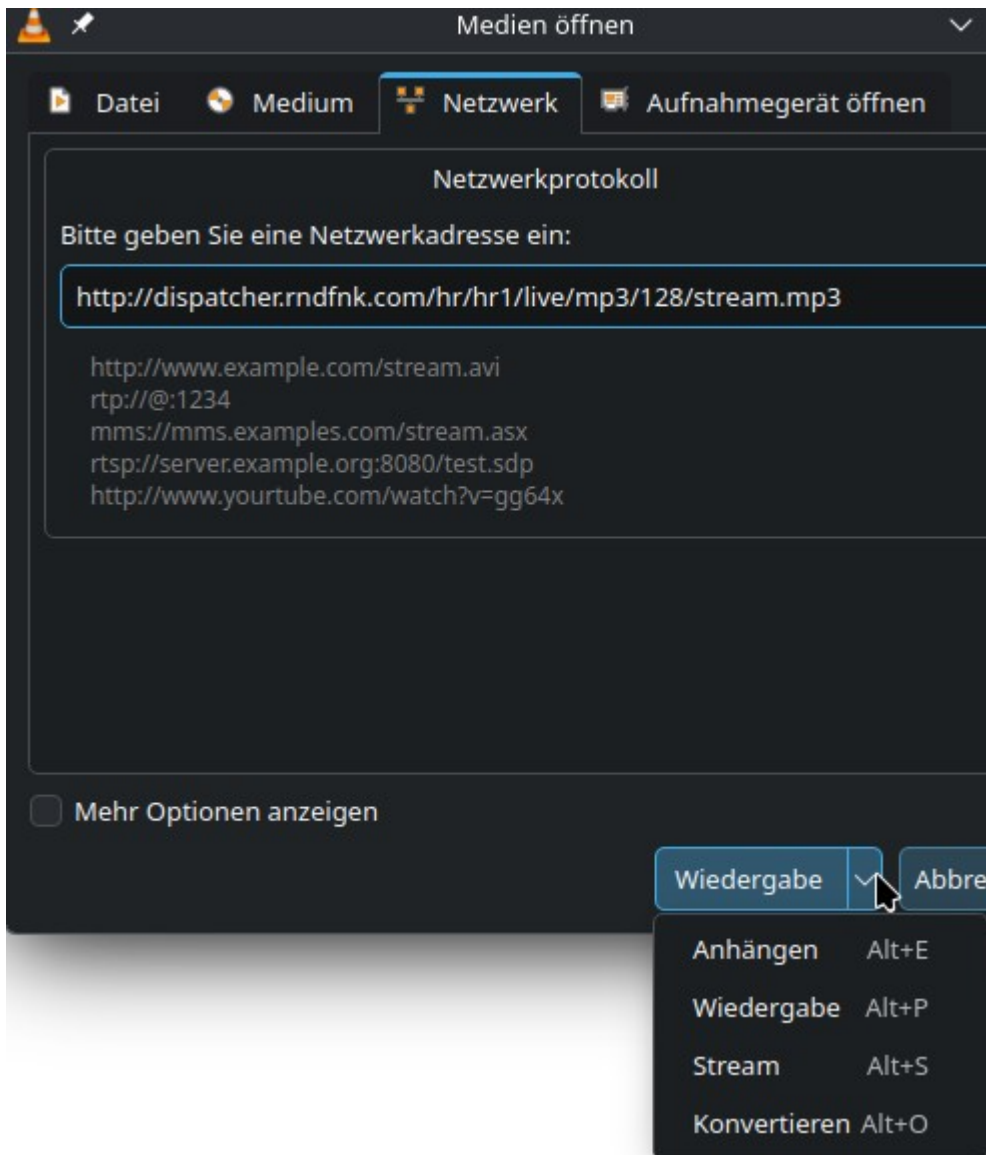 Medien öffnen
Datei Medium Netzwerk Aufnahmegerät öffnen
Netzwerkprotokoll
Bitte geben Sie eine Netzwerkadresse ein:
http://dispatcher.rndfnk.com/hr/hr1/live/mp3/128/stream.mp3
http://www.example.com/stream.avi
rtp://@:1234
mms://mms.examples.com/stream.asx
rtsp://server.example.org:8080/test.sdp
http://www.yourtube.com/watch?v=gg64x
Mehr Optionen anzeigen
Wiedergabe Abbre
Anhängen Alt+E
Wiedergabe Alt+P
Stream Alt+S
Konvertieren Alt+O